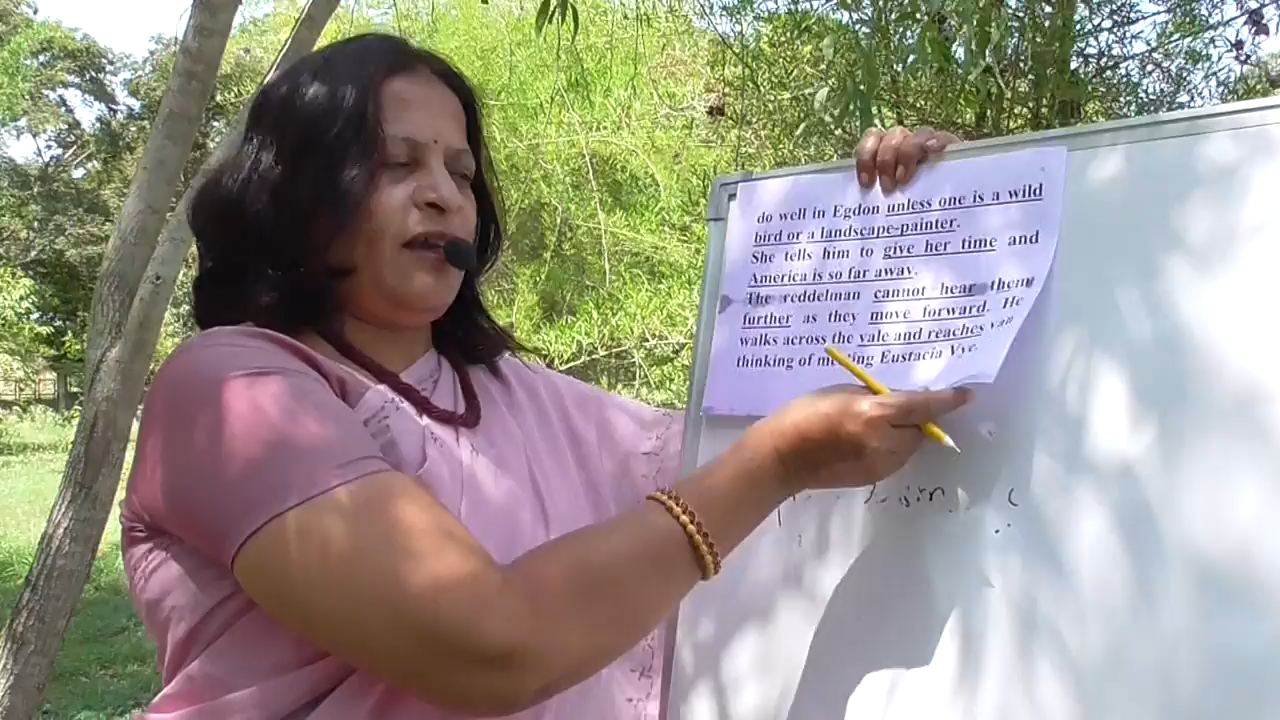 do well in Egdon unless one is a wild
bird or a landscape-painter.
She tells him to give her time and
America is so far away.
The reddelman cannot hear them
further as they move forward. He
walks across the vale and reaches van
thinking of meeting Eustacia Vye.